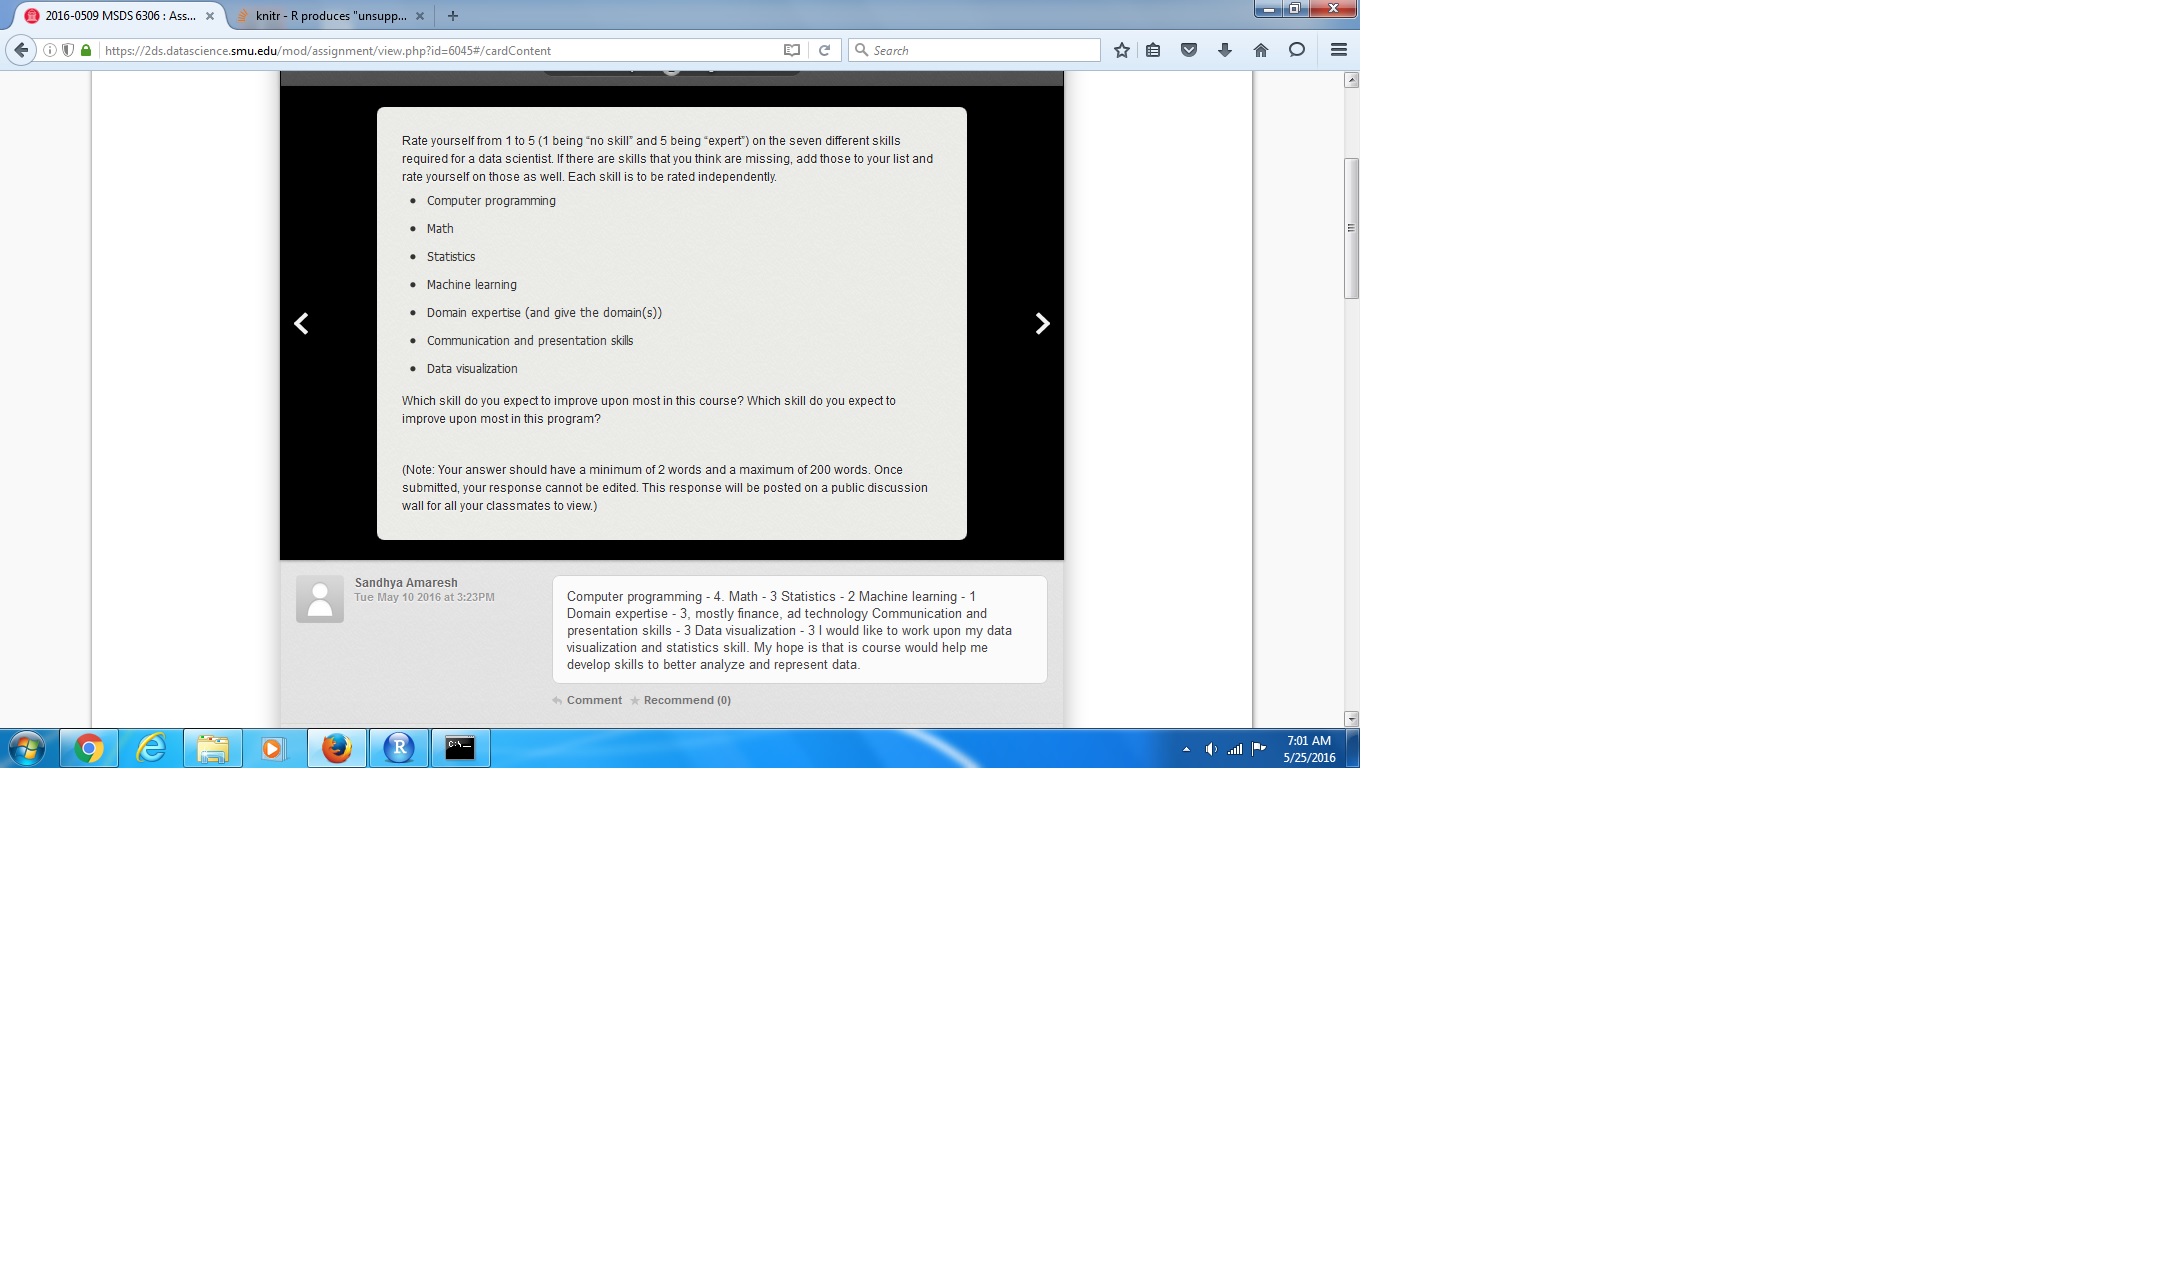 2016-0509 MSDS 6306 : Ass...
knitr - R produces "unsupp...
https://2ds.datascience.smu.edu/mod/assignment/view.php?id=6045#/cardContent
Search
Rate yourself from 1 to 5 (1 being “no skill” and 5 being “expert”) on the seven different skills
required for a data scientist. If there are skills that you think are missing, add those to your list and
rate yourself on those as well. Each skill is to be rated independently.
Computer programming
Math
Statistics
Machine learning
Domain expertise (and give the domain(s))
Communication and presentation skills
Data visualization
Which skill do you expect to improve upon most in this course? Which skill do you expect to
improve upon most in this program?
(Note: Your answer should have a minimum of 2 words and a maximum of 200 words. Once
submitted, your response cannot be edited. This response will be posted on a public discussion
wall for all your classmates to view.)
Sandhya Amaresh
Tue May 10 2016 at 3:23PM
Computer programming - 4. Math - 3 Statistics - 2 Machine learning - 1
Domain expertise - 3, mostly finance, ad technology Communication and
presentation skills - 3 Data visualization - 3 I would like to work upon my data
visualization and statistics skill. My hope is that is course would help me
develop skills to better analyze and represent data.
Comment Recommend (0)
R
C:\
7:01 AM
5/25/2016